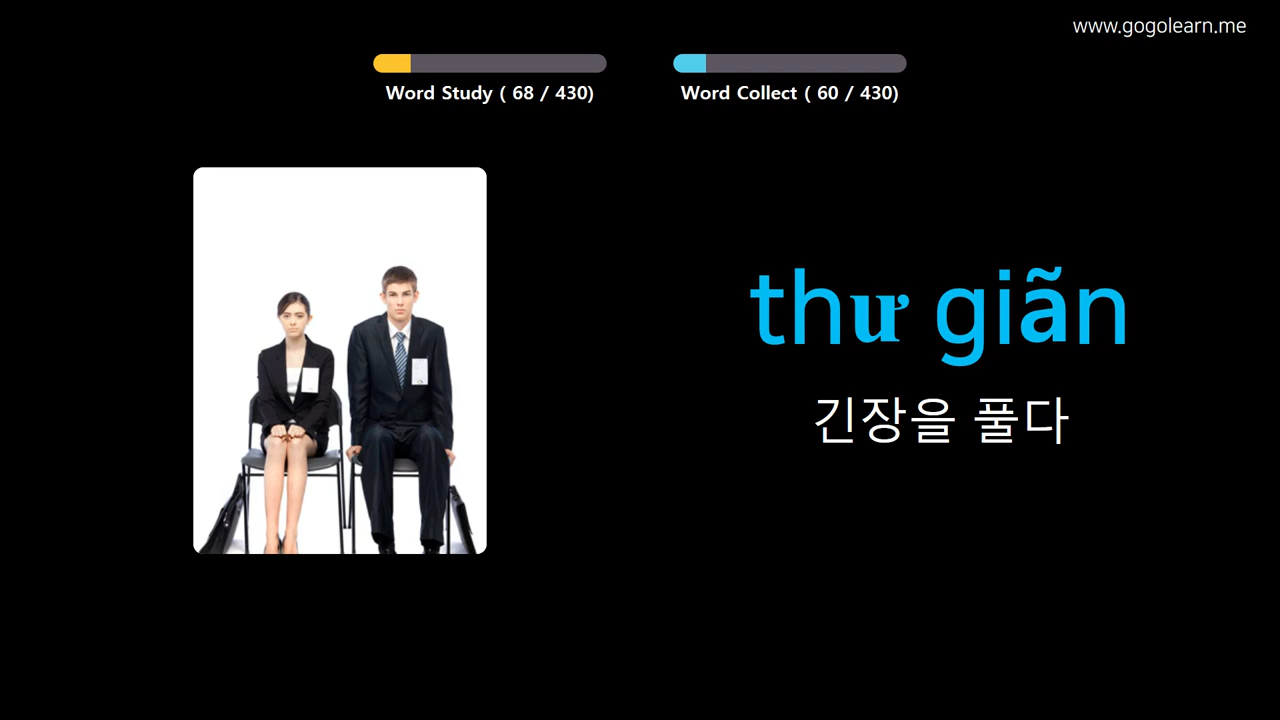 www.gogolearn.me
Word Study ( 68 / 430)
Word Collect ( 60 / 430)
thư giãn
긴장을 풀다